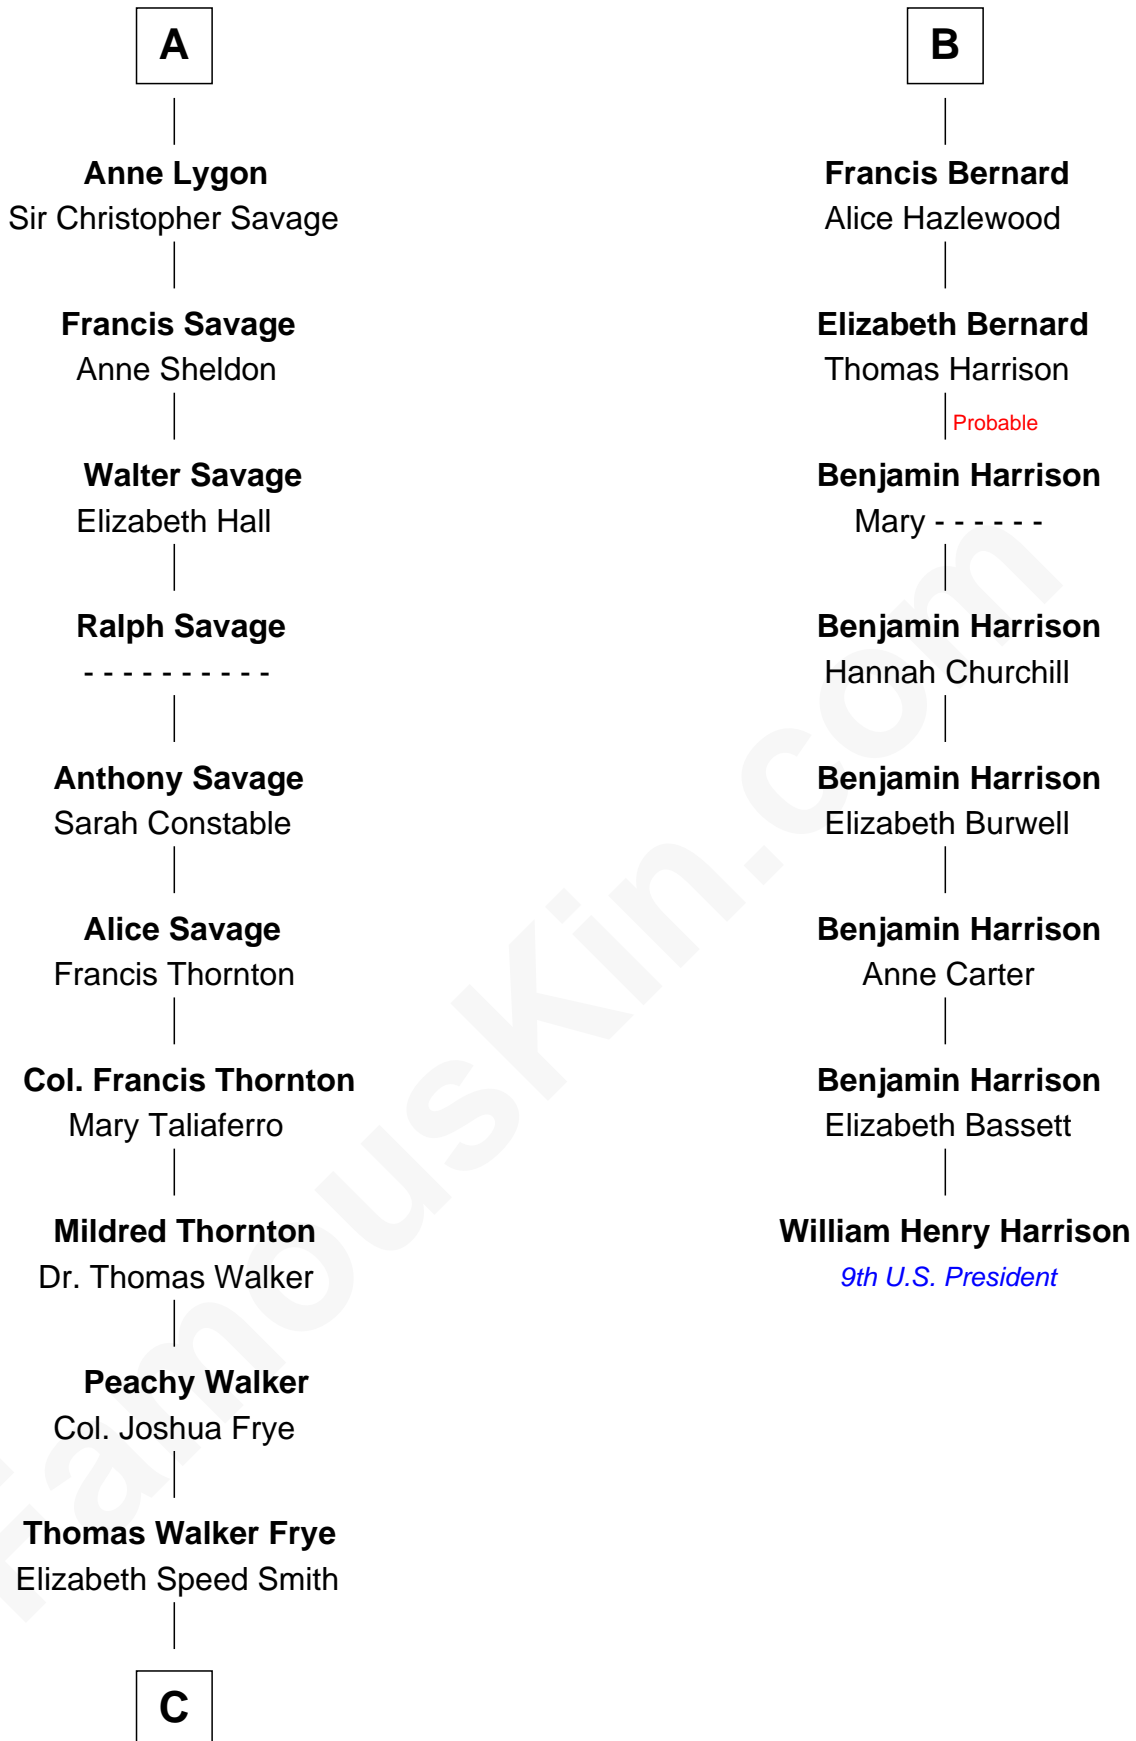 A
Anne Lygon
Sir Christopher Savage
Francis Savage
Anne Sheldon
Walter Savage
Elizabeth Hall
Ralph Savage
- - - - - - - - - -
Anthony Savage
Sarah Constable
Alice Savage
Francis Thornton
Col. Francis Thornton
Mary Taliaferro
Mildred Thornton
Dr. Thomas Walker
Peachy Walker
Col. Joshua Frye
Thomas Walker Frye
Elizabeth Speed Smith
C
B
Francis Bernard
Alice Hazlewood
Elizabeth Bernard
Thomas Harrison
Probable
Benjamin Harrison
Mary - - - - - -
Benjamin Harrison
Hannah Churchill
Benjamin Harrison
Elizabeth Burwell
Benjamin Harrison
Anne Carter
Benjamin Harrison
Elizabeth Bassett
William Henry Harrison
9th U.S. President
FamousKin.com